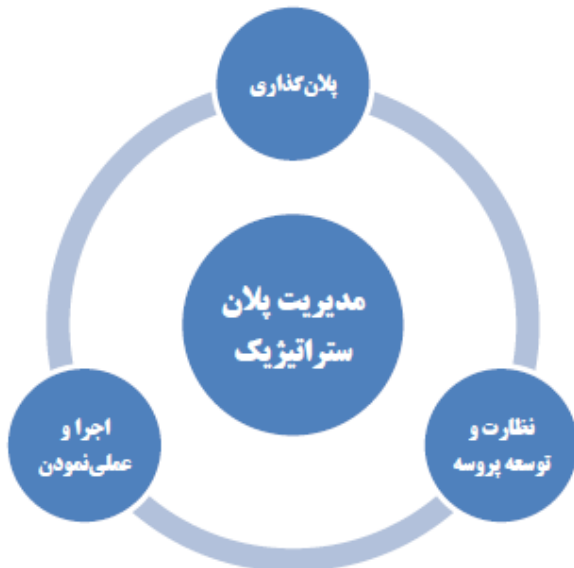 پلان‌گذاری
مدیریت پلان
ستراتیژیک
نظارت و
توسعه پروسه
اجرا و
عملی‌نمودن